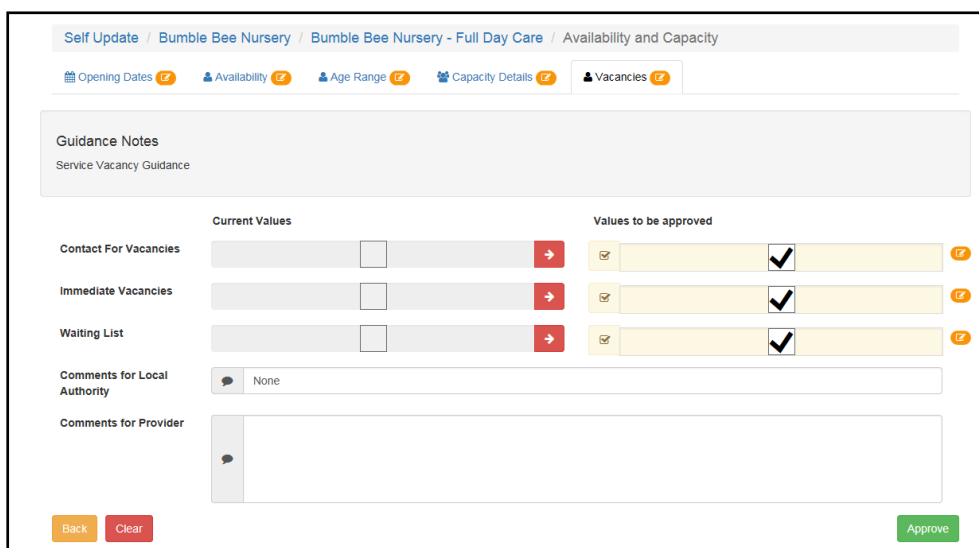 Self Update / Bumble Bee Nursery / Bumble Bee Nursery - Full Day Care / Availability and Capacity
Opening Dates Availability Age Range Capacity Details Vacancies
Guidance Notes
Service Vacancy Guidance
Current Values Values to be approved
Contact For Vacancies
Immediate Vacancies
Waiting List
Comments for Local
Authority
None
Comments for Provider
Back Clear Approve